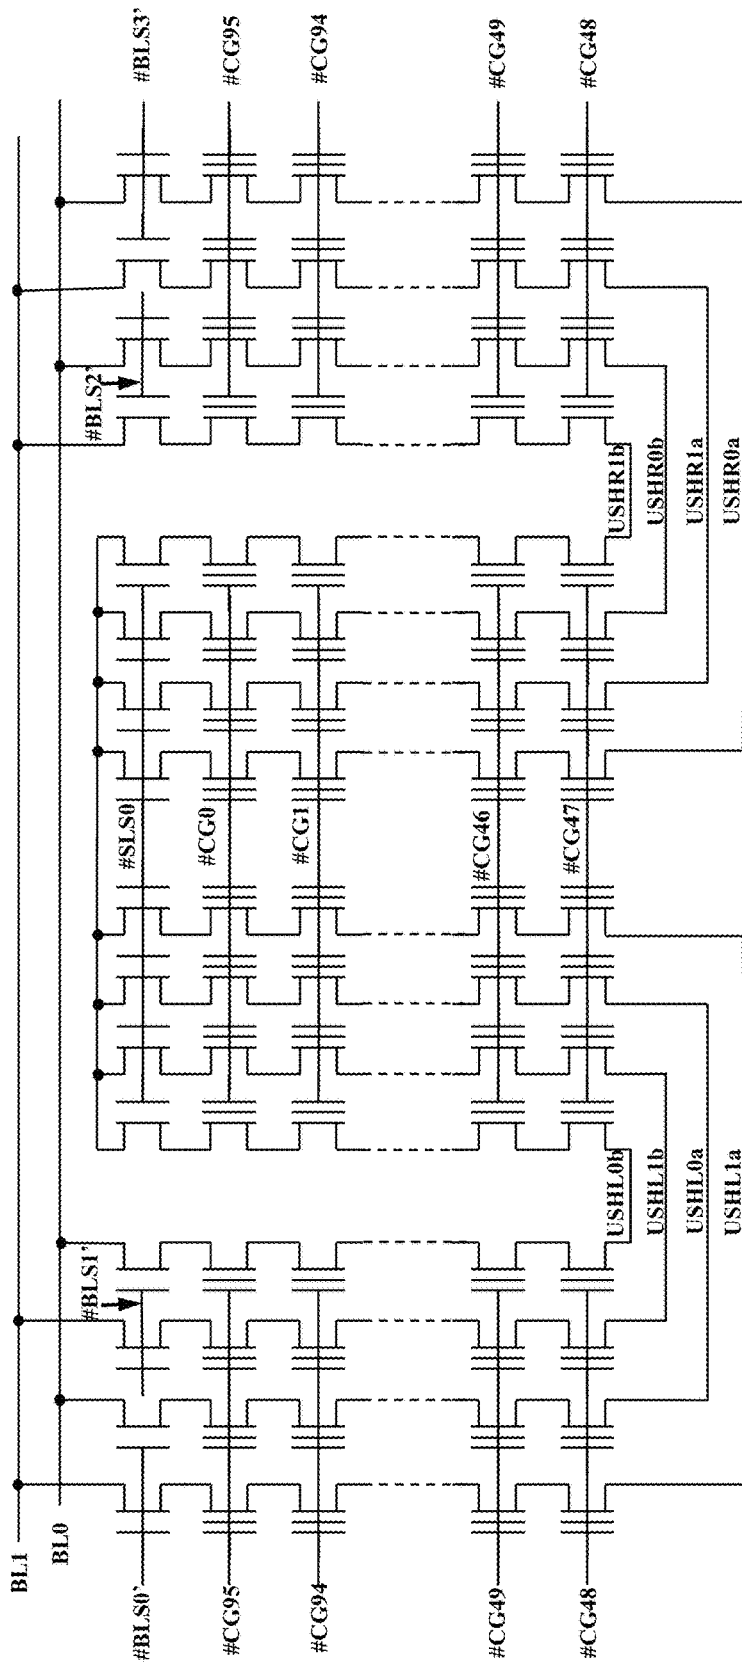 BL1
BL0
#BLS0'
#CG95
#CG94
#CG49
#CG48
#BLS1'
USHL0b
USHL1b
USHL0a
USHL1a
#SLS0
#CG0
#CG1
#CG46
#CG47
USHR1b
USHR0b
USHR1a
USHR0a
#BLS2'
#BLS3'
#CG95
#CG94
#CG49
#CG48